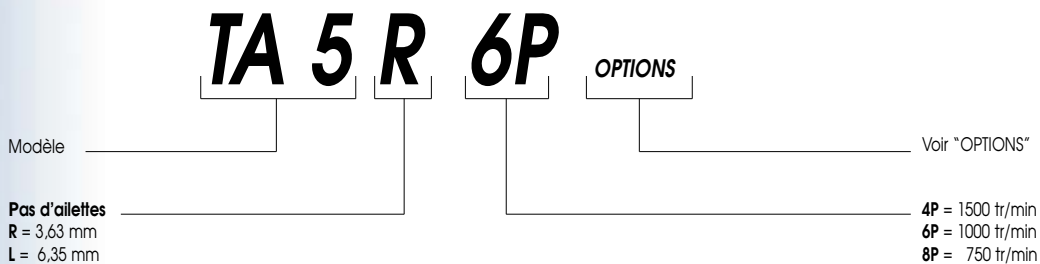 TA 5 R 6P OPTIONS
Modèle
Voir "OPTIONS"
Pas d'ailettes
R = 3,63 mm
L = 6,35 mm
4P = 1500 tr/min
6P = 1000 tr/min
8P = 750 tr/min